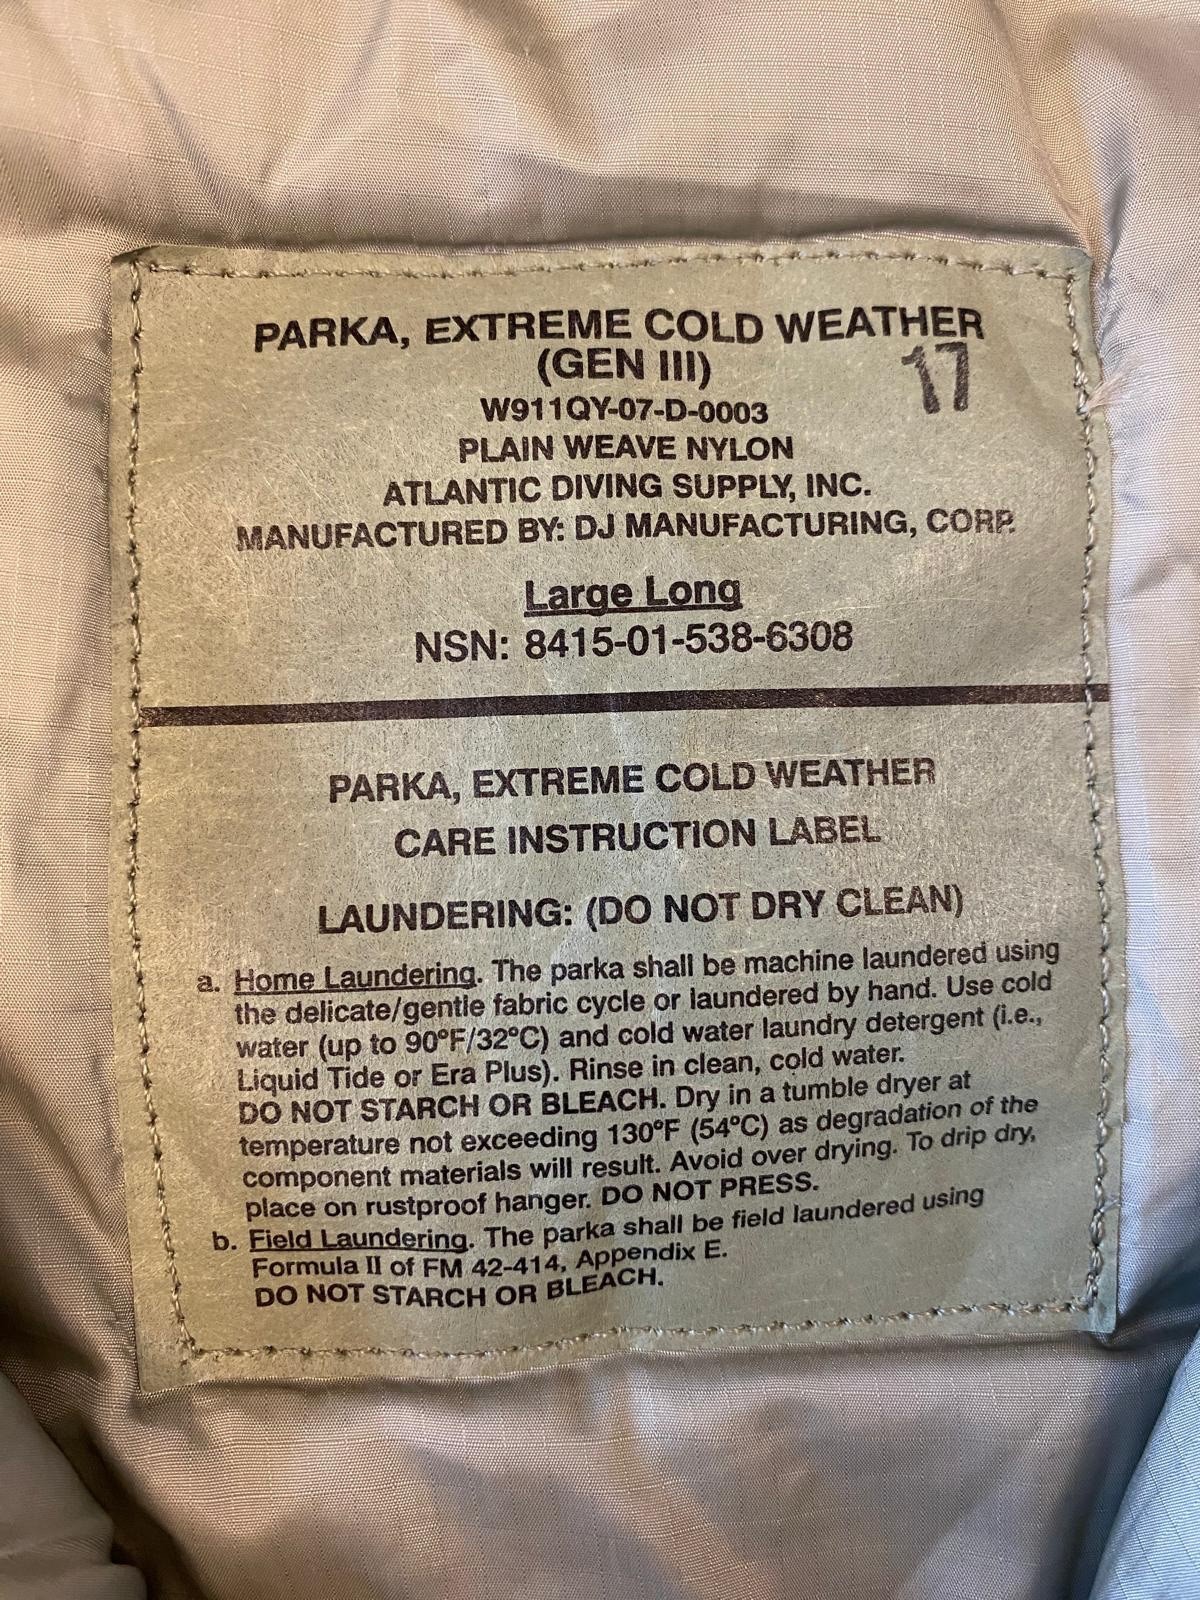 PARKA, EXTREME COLD WEATHER
(GEN III)
17
W911QY-07-D-0003
PLAIN WEAVE NYLON
ATLANTIC DIVING SUPPLY, INC.
MANUFACTURED BY: DJ MANUFACTURING, CORP.
Large Long
NSN: 8415-01-538-6308
PARKA, EXTREME COLD WEATHER
CARE INSTRUCTION LABEL
LAUNDERING: (DO NOT DRY CLEAN)
a. Home Laundering. The parka shall be machine laundered using
the delicate/gentle fabric cycle or laundered by hand. Use cold
water (up to 90°F/32°C) and cold water laundry detergent (i.e.,
Liquid Tide or Era Plus). Rinse in clean, cold water.
DO NOT STARCH OR BLEACH. Dry in a tumble dryer at
temperature not exceeding 130°F (54°C) as degradation of the
component materials will result. Avoid over drying. To drip dry,
place on rustproof hanger. DO NOT PRESS.
b. Field Laundering. The parka shall be field laundered using
Formula II of FM 42-414, Appendix E.
DO NOT STARCH OR BLEACH.